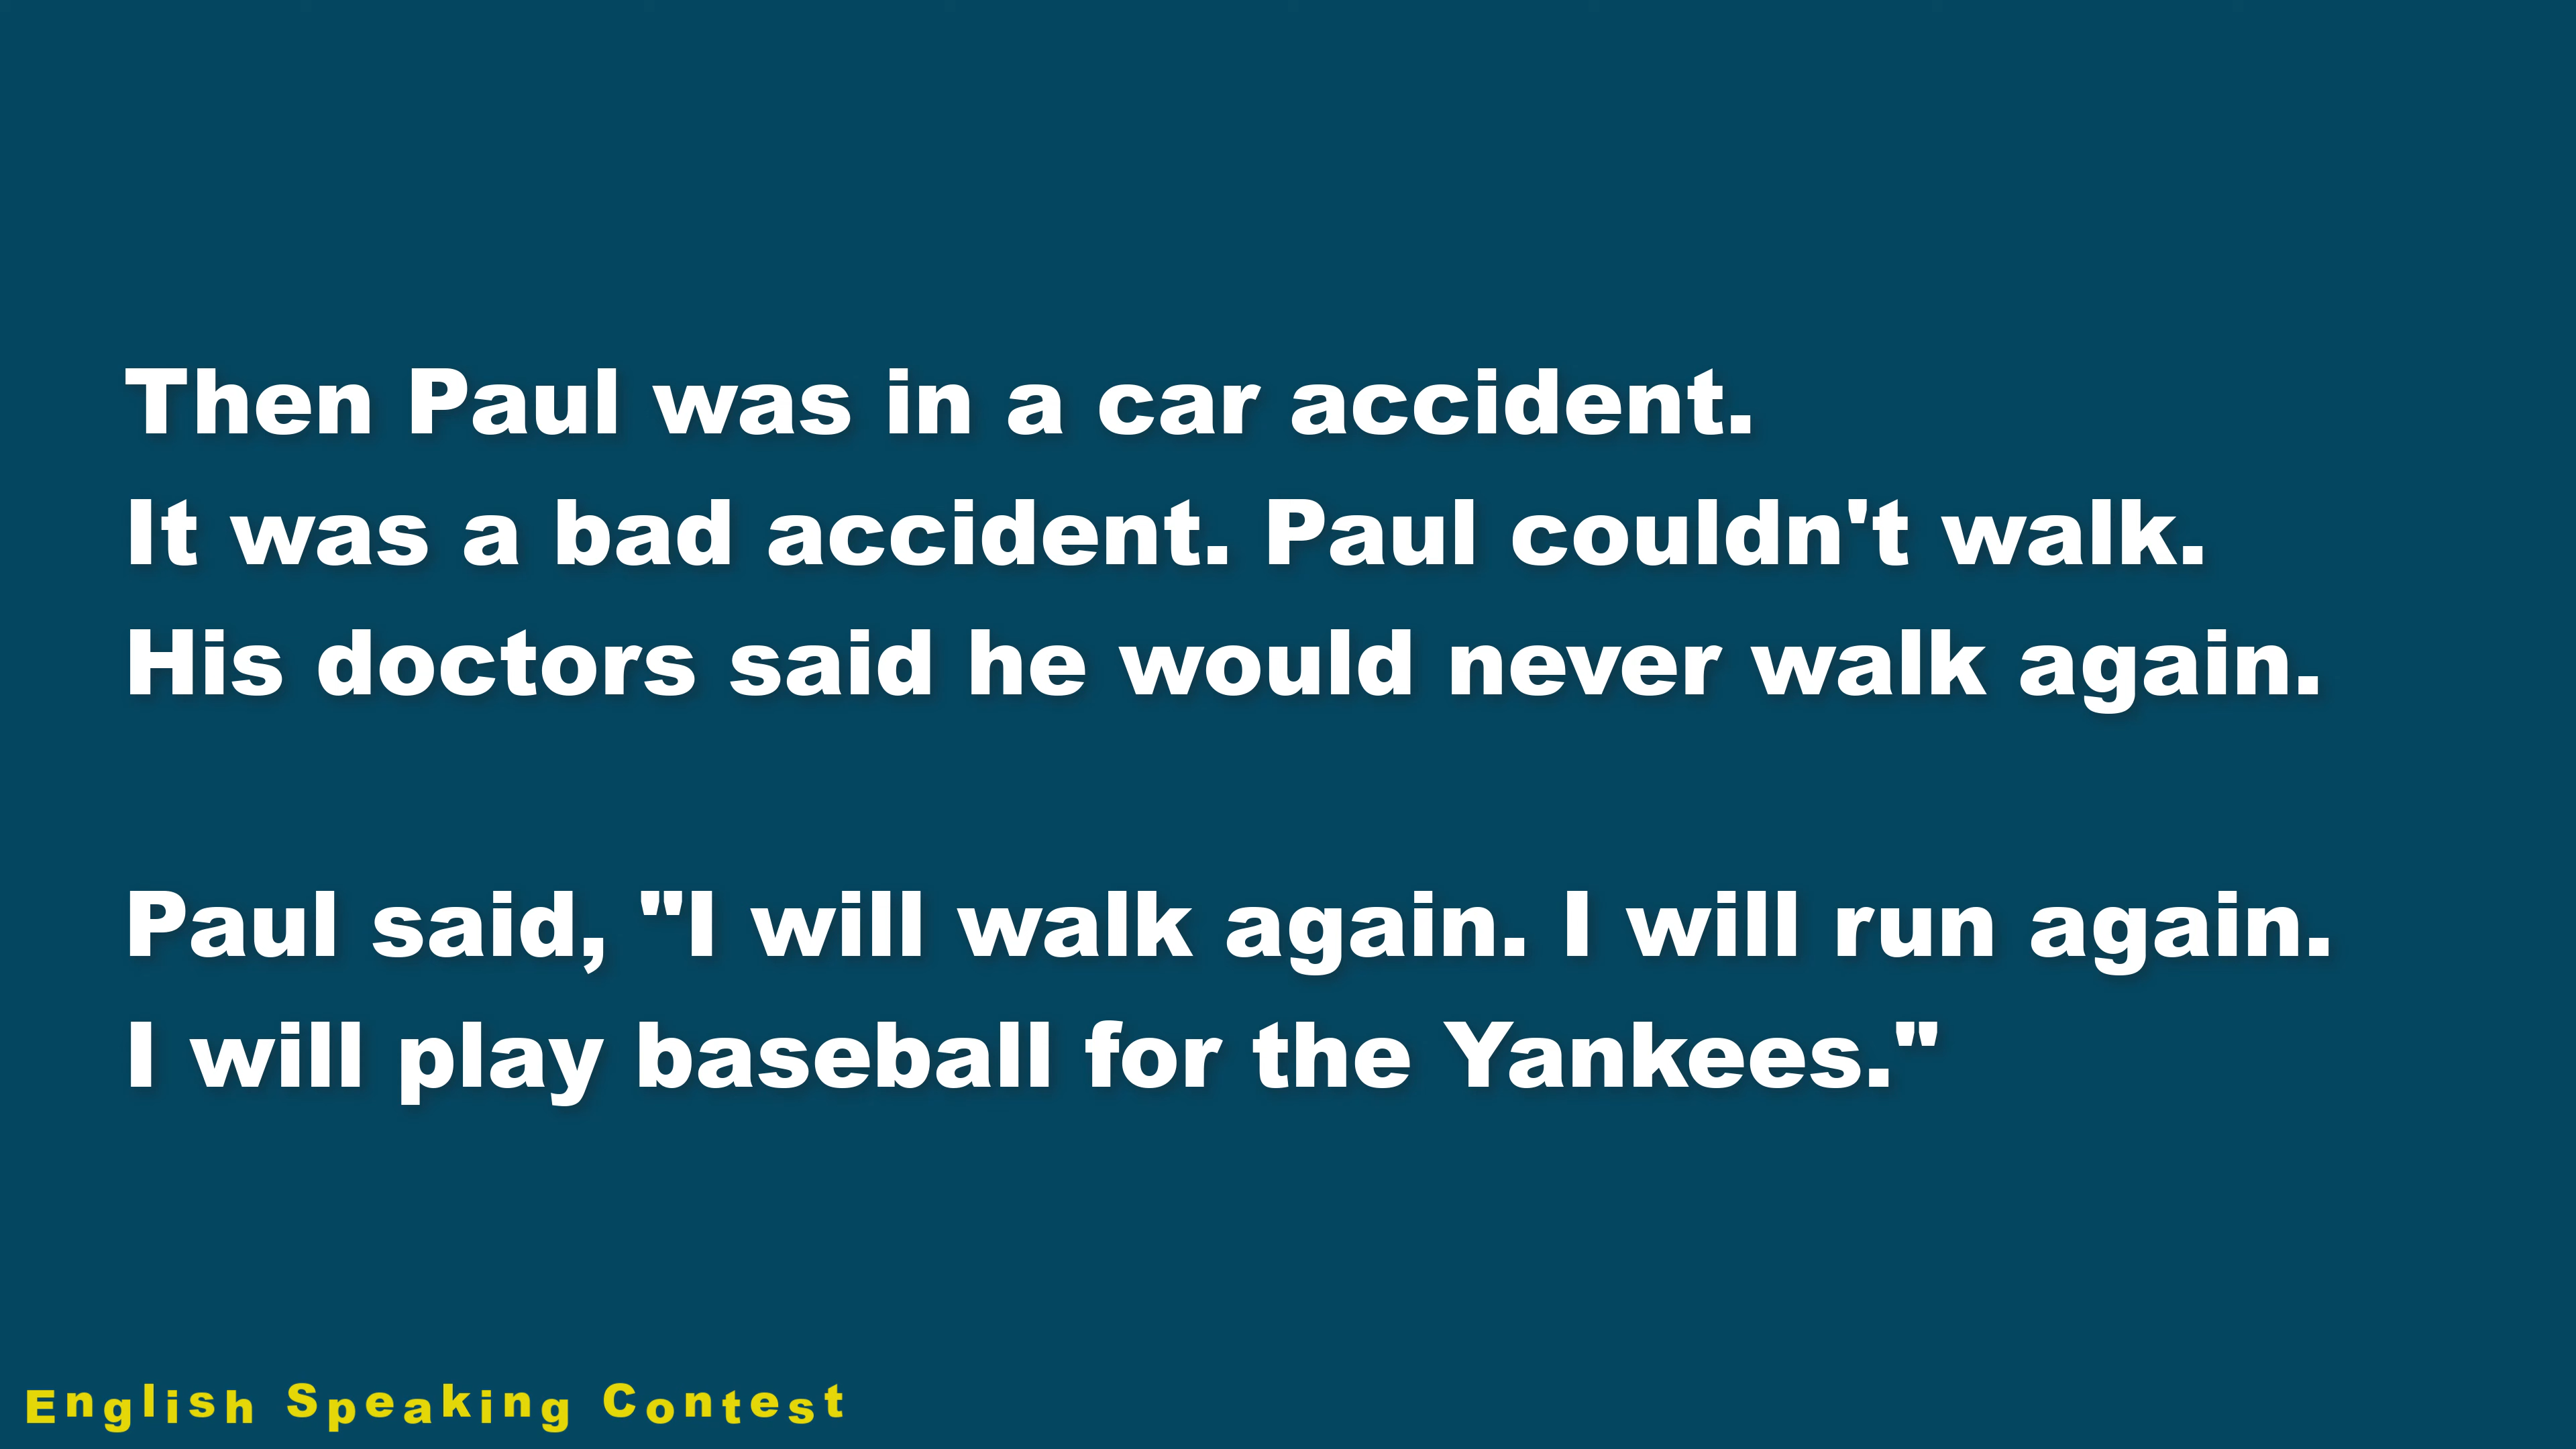 Then Paul was in a car accident.
It was a bad accident. Paul couldn't walk.
His doctors said he would never walk again.
Paul said, "I will walk again. I will run again.
I will play baseball for the Yankees."
English Speaking Contest